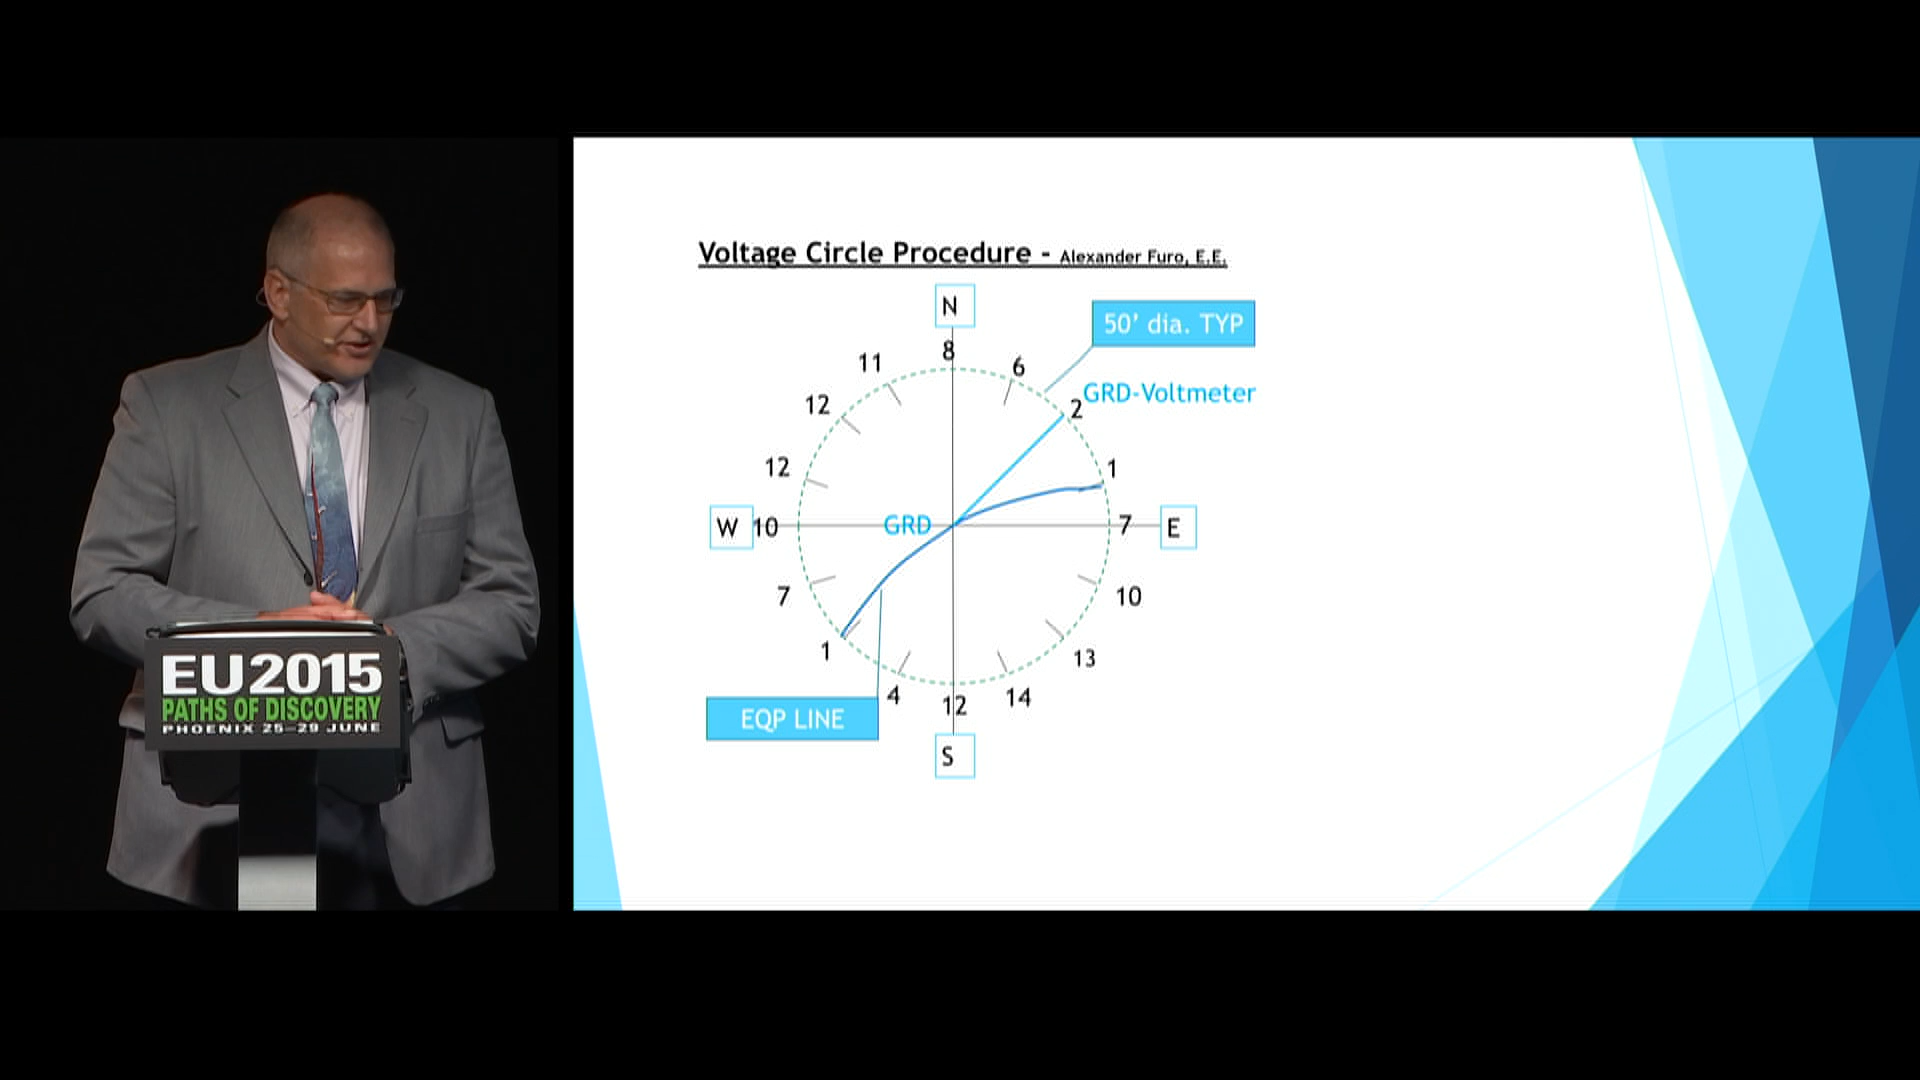 Voltage Circle Procedure - Alexander Furo, E.E.
N
50' dia. TYP
8
11
6
GRD-Voltmeter
12
2
12
1
W
10
GRD
7
E
7
10
1
13
4
12
14
EQP LINE
S
EU2015
PATHS OF DISCOVERY
PHOENIX 25-29 JUNE